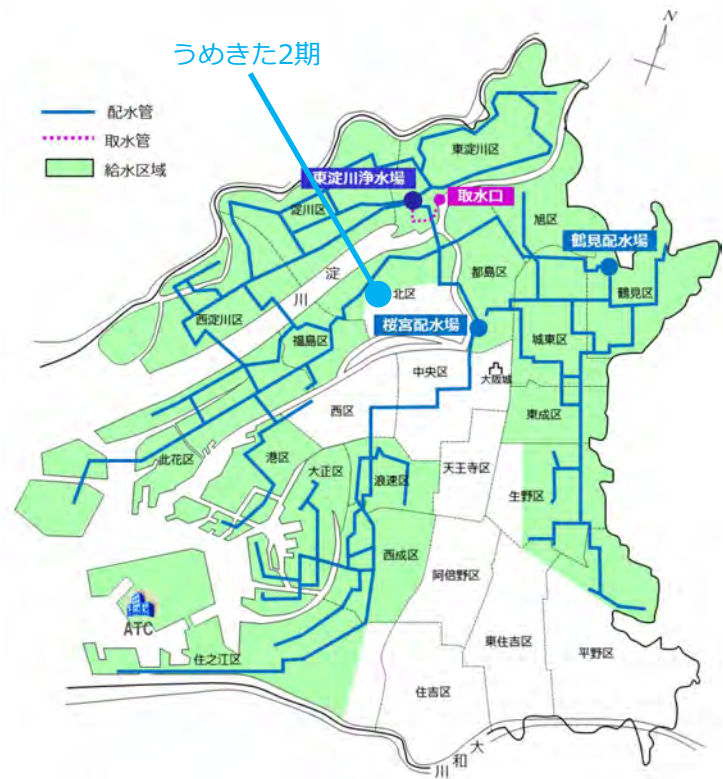 うめきた2期
N
配水管
取水管
給水区域
東淀川区
東淀川浄水場
取水口
淀川区
旭区
鶴見配水場
都島区
淀
川
北区
鶴見区
西淀川区
桜宮配水場
福島区
城東区
中央区
大阪城
西区
東成区
此花区
港区
大正区
浪速区
天王寺区
生野区
西成区
阿倍野区
ATC
東住吉区
平野区
住之江区
住吉区
大
和
川